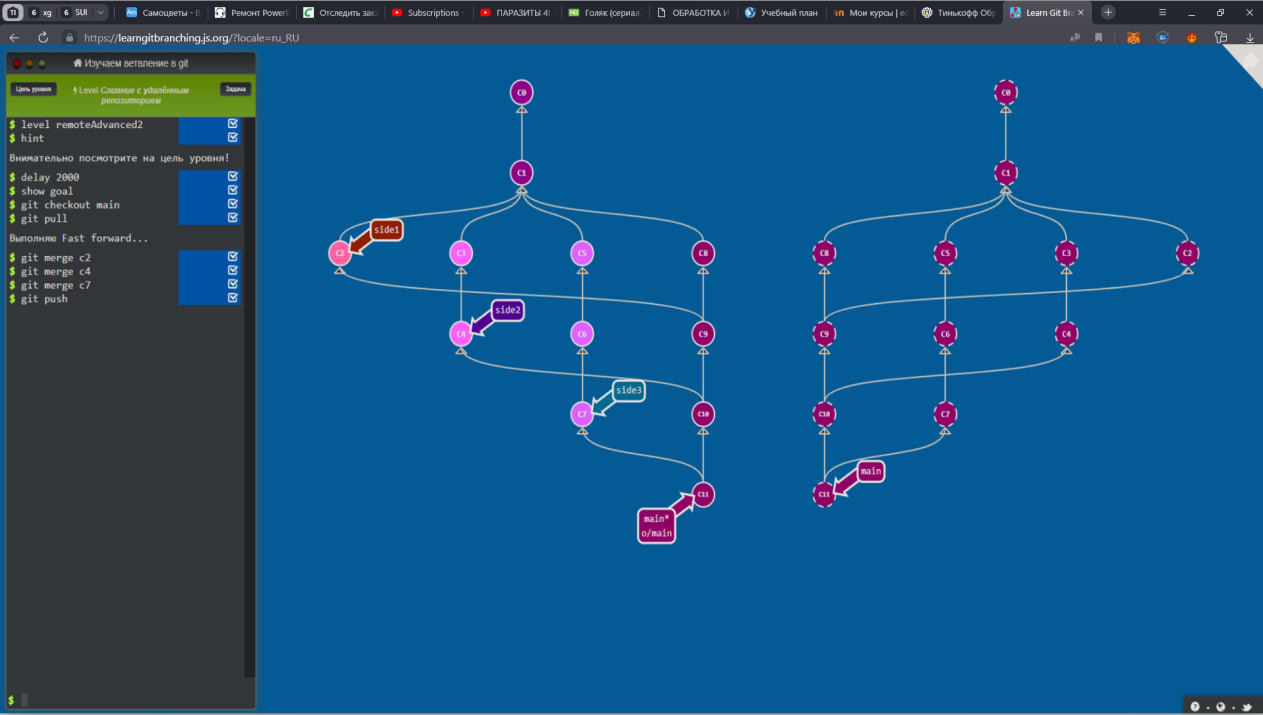 11
6 xg
6 SUI
Самоцветы - В
Ремонт PowerB
Отследить зака
Subscriptions -
ПАРАЗИТЫ 4
Голяк (сериал,
ОБРАБОТКА И
Учебный план
Мои курсы | ес
Тинькофф Обр
Learn Git Bra
https://learngitbranching.js.org/?locale=ru_RU
Изучаем ветвление в git
Цель уровня
Level Слияние с удалённым
репозиторием
Задача
$ level remoteAdvanced2
$ hint
Внимательно посмотрите на цель уровня!
$ delay 2000
$ show goal
$ git checkout main
$ git pull
Выполняю Fast forward...
$ git merge c2
$ git merge c4
$ git merge c7
$ git push
$
C0
C1
side1
C2
C3
C5
C8
side2
C4
C6
C9
side3
C7
C10
C11
main*
o/main
C0
C1
C8
C5
C3
C2
C9
C6
C4
C10
C7
main
C11